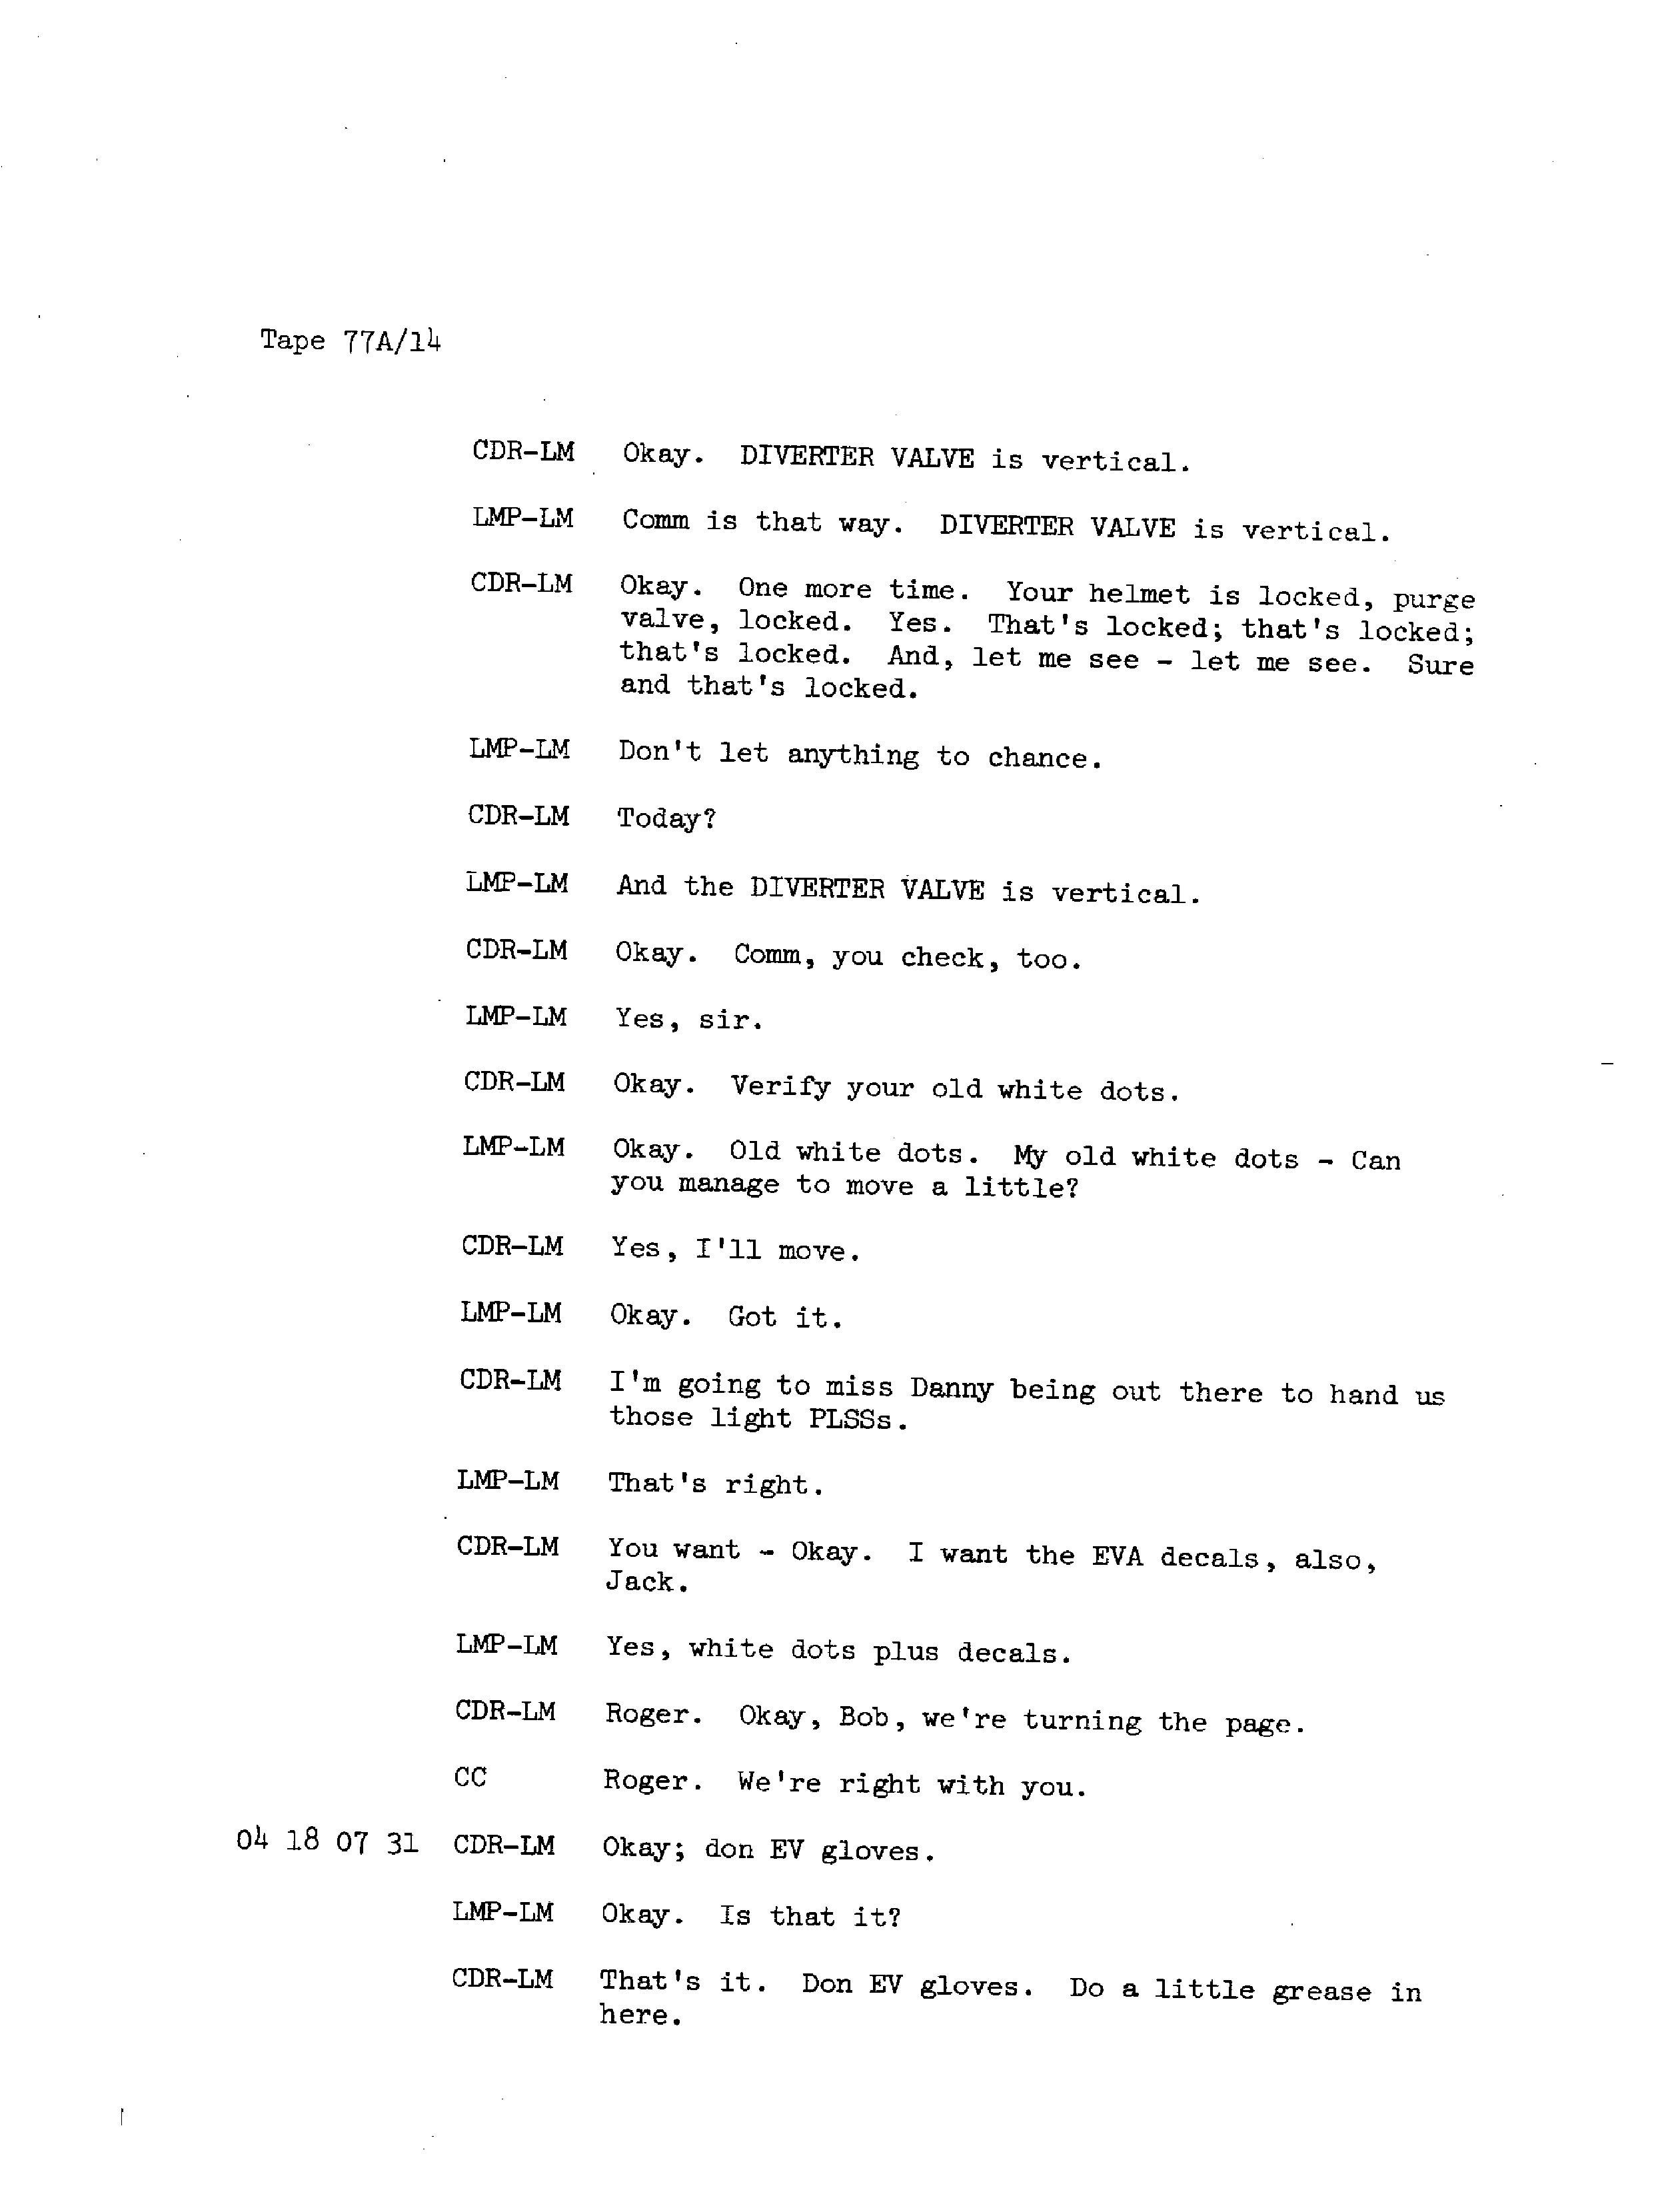 Tape 77A/14
CDR-LM Okay. DIVERTER VALVE is vertical.
LMP-LM Comm is that way. DIVERTER VALVE is vertical.
CDR-LM Okay. One more time. Your helmet is locked, purge
valve, locked. Yes. That's locked; that's locked;
that's locked. And, let me see - let me see. Sure
and that's locked.
LMP-LM Don't let anything to chance.
CDR-LM Today?
LMP-LM And the DIVERTER VALVE is vertical.
CDR-LM Okay. Comm, you check, too.
LMP-LM Yes, sir.
CDR-LM Okay. Verify your old white dots.
LMP-LM Okay. Old white dots. My old white dots - Can
you manage to move a little?
CDR-LM Yes, I'll move.
LMP-LM Okay. Got it.
CDR-LM I'm going to miss Danny being out there to hand us
those light PLSSs.
LMP-LM That's right.
CDR-LM You want - Okay. I want the EVA decals, also,
Jack.
LMP-LM Yes, white dots plus decals.
CDR-LM Roger. Okay, Bob, we're turning the page.
CC Roger. We're right with you.
04 18 07 31 CDR-LM Okay; don EV gloves.
LMP-LM Okay. Is that it?
CDR-LM That's it. Don EV gloves. Do a little grease in
here.